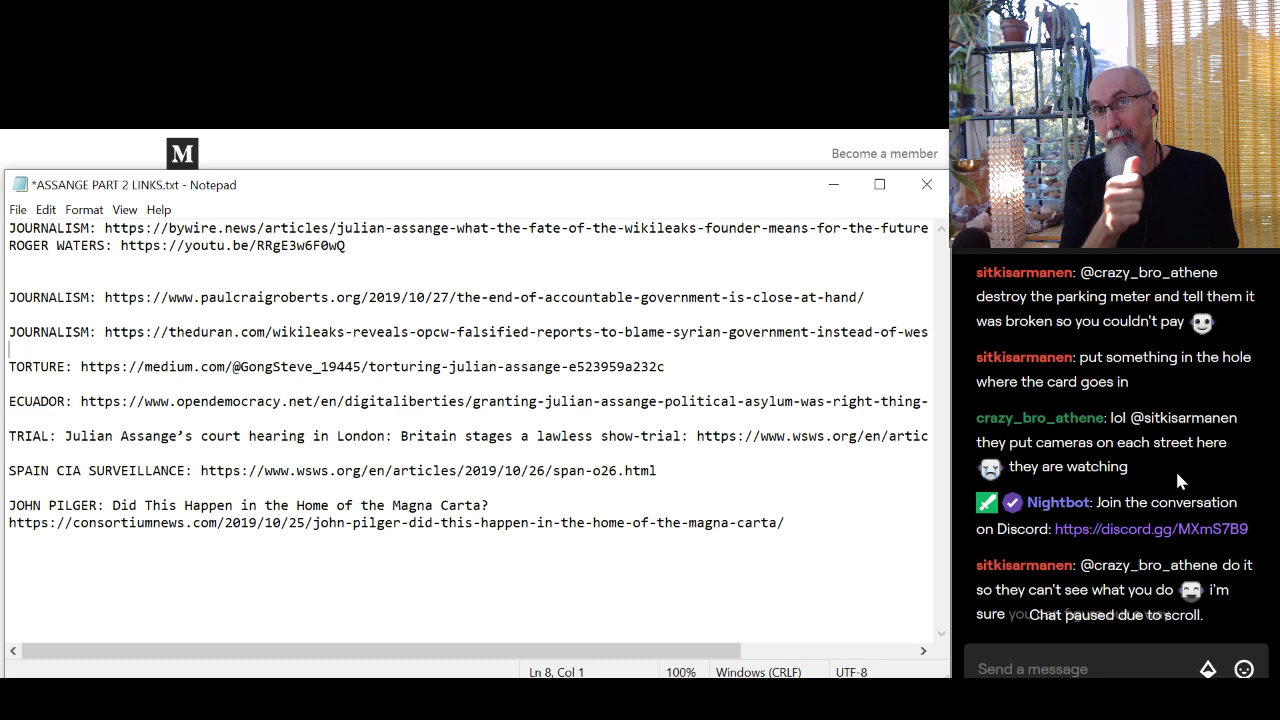 M
Become a member
*ASSANGE PART 2 LINKS.txt - Notepad
File Edit Format View Help
JOURNALISM: https://bywire.news/articles/julian-assange-what-the-fate-of-the-wikileaks-founder-means-for-the-future
ROGER WATERS: https://youtu.be/RRgE3w6F0wQ
JOURNALISM: https://www.paulcraigroberts.org/2019/10/27/the-end-of-accountable-government-is-close-at-hand/
JOURNALISM: https://theduran.com/wikileaks-reveals-opcw-falsified-reports-to-blame-syrian-government-instead-of-wes
TORTURE: https://medium.com/@GongSteve_19445/torturing-julian-assange-e523959a232c
ECUADOR: https://www.opendemocracy.net/en/digitaliberties/granting-julian-assange-political-asylum-was-right-thing-
TRIAL: Julian Assange’s court hearing in London: Britain stages a lawless show-trial: https://www.wsws.org/en/artic
SPAIN CIA SURVEILLANCE: https://www.wsws.org/en/articles/2019/10/26/span-o26.html
JOHN PILGER: Did This Happen in the Home of the Magna Carta?
https://consortiumnews.com/2019/10/25/john-pilger-did-this-happen-in-the-home-of-the-magna-carta/
Ln 8, Col 1 100% Windows (CRLF) UTF-8
sitkisarmanen: @crazy_bro_athene
destroy the parking meter and tell them it
was broken so you couldn't pay
sitkisarmanen: put something in the hole
where the card goes in
crazy_bro_athene: lol @sitkisarmanen
they put cameras on each street here
they are watching
Nightbot: Join the conversation
on Discord: https://discord.gg/MXmS7B9
sitkisarmanen: @crazy_bro_athene do it
so they can't see what you do i'm
sure you
Chat paused due to scroll.
Send a message